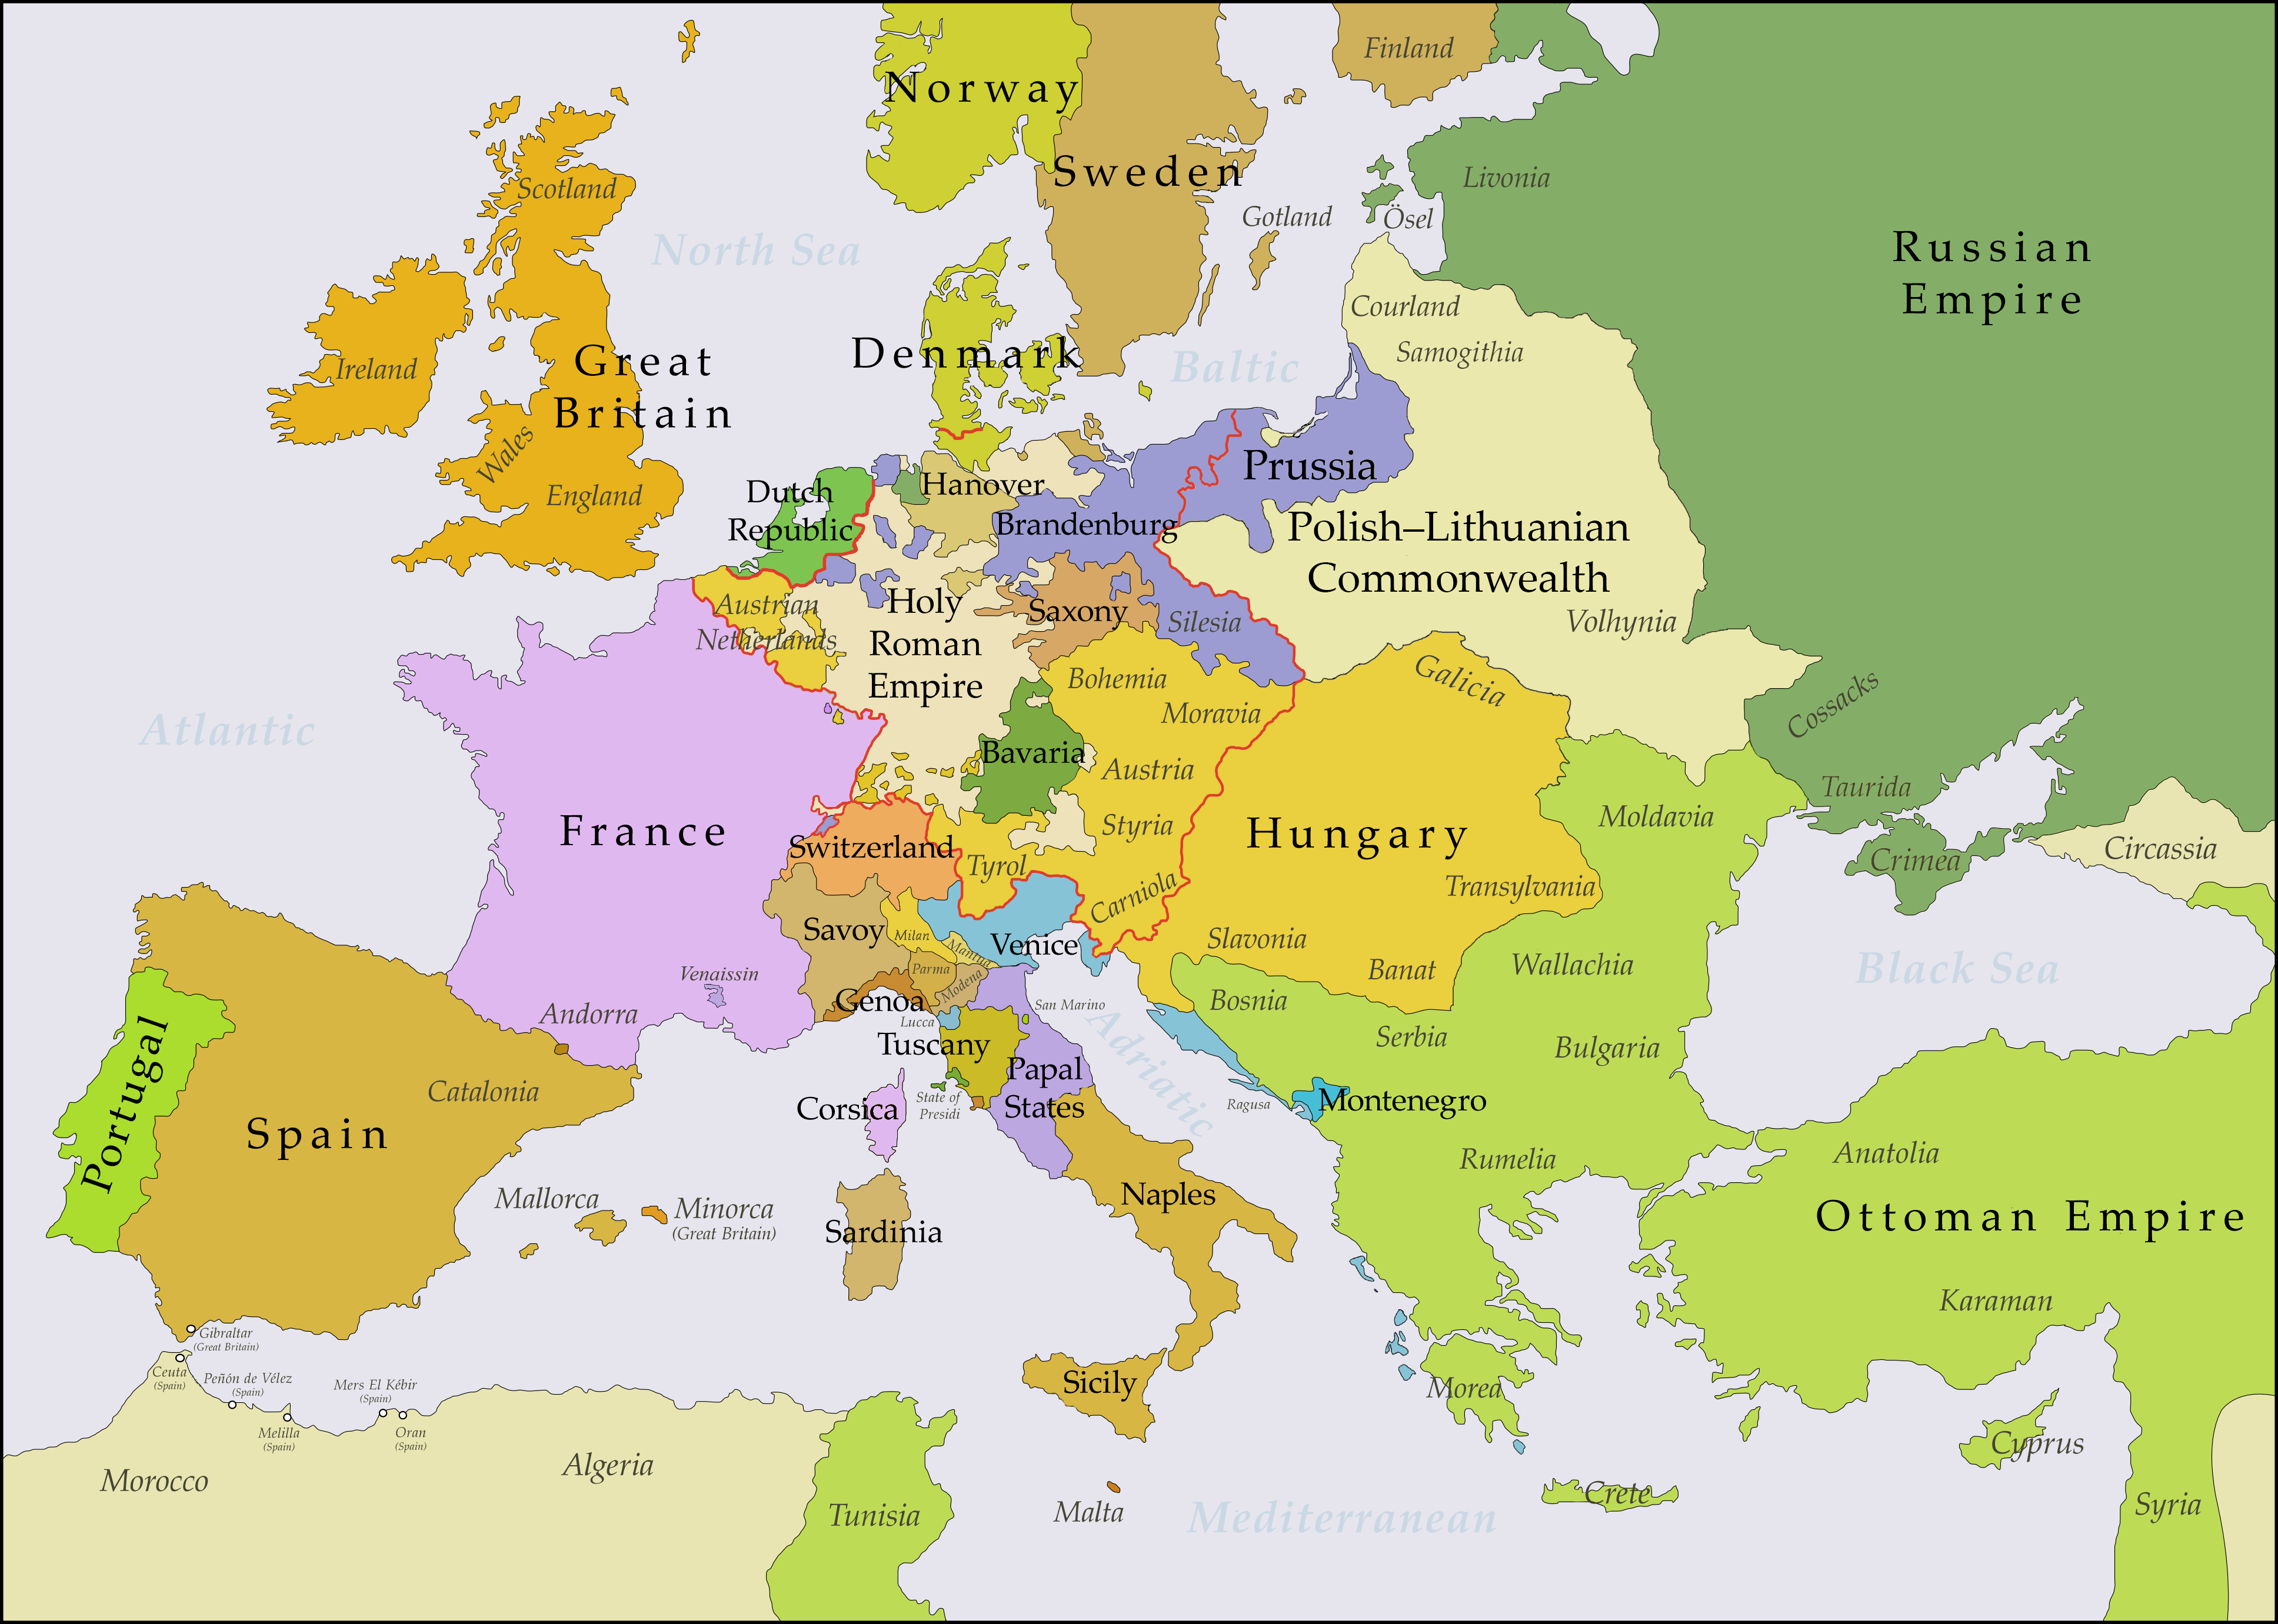 Norway
Finland
Scotland
Sweden
Livonia
Gotland
Ösel
North Sea
Russian
Empire
Courland
Samogithia
Ireland
Great
Britain
Denmark
Baltic
Wales
England
Dutch
Republic
Hanover
Prussia
Brandenburg
Polish–Lithuanian
Commonwealth
Austrian
Netherlands
Holy
Roman
Empire
Saxony
Silesia
Volhynia
Bohemia
Moravia
Galicia
Cossacks
Atlantic
Bavaria
Austria
Taurida
France
Switzerland
Styria
Hungary
Moldavia
Tyrol
Carniola
Transylvania
Crimea
Circassia
Savoy
Milan
Mantua
Venice
Slavonia
Banat
Wallachia
Black Sea
Venaissin
Parma
Modena
Genoa
Lucca
San Marino
Bosnia
Serbia
Bulgaria
Andorra
Tuscany
Adriatic
Portugal
Catalonia
Papal
States
Corsica
State of
Presidi
Ragusa
Montenegro
Spain
Rumelia
Anatolia
Mallorca
Minorca
(Great Britain)
Sardinia
Naples
Ottoman Empire
Karaman
Gibraltar
(Great Britain)
Ceuta
(Spain)
Peñón de Vélez
(Spain)
Mers El Kébir
(Spain)
Melilla
(Spain)
Oran
(Spain)
Sicily
Morea
Cyprus
Morocco
Algeria
Tunisia
Malta
Mediterranean
Crete
Syria